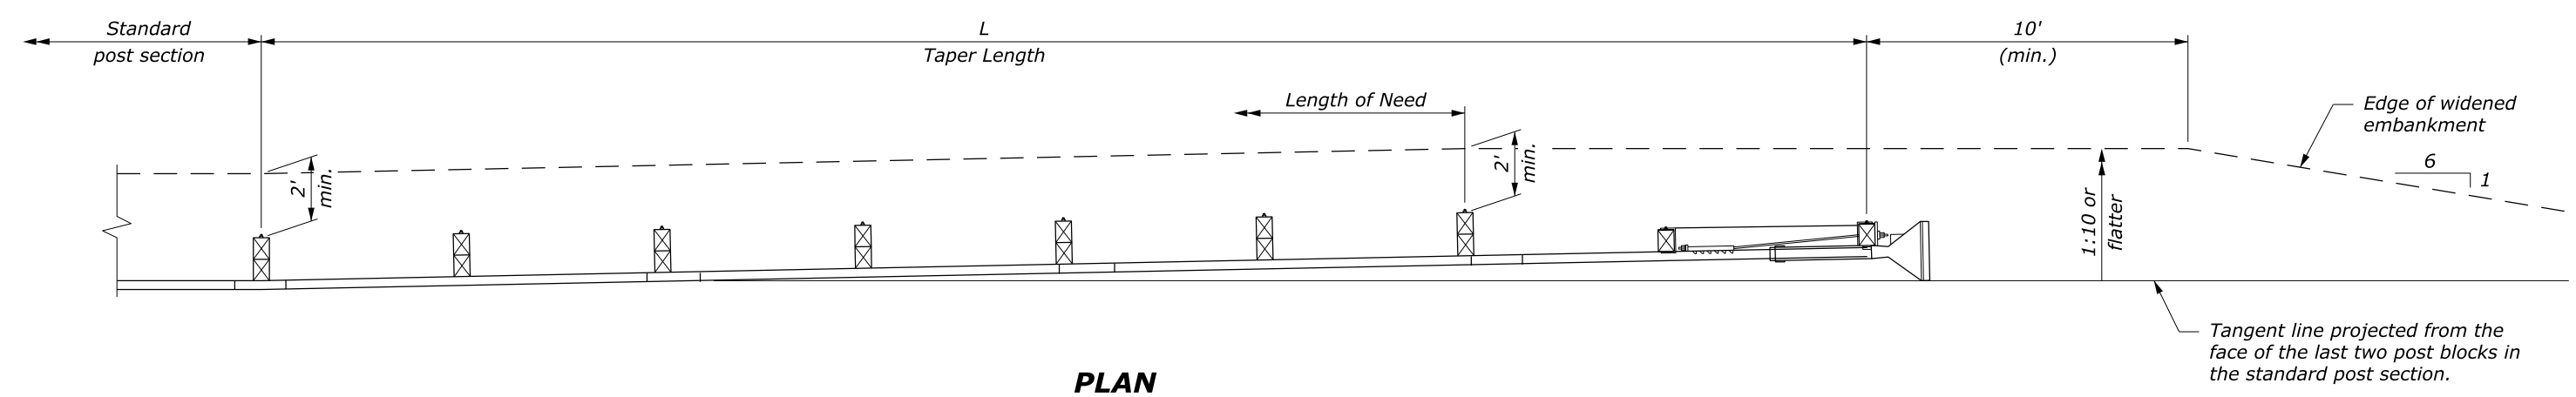 Standard
post section
L
Taper Length
10'
(min.)
Length of Need
Edge of widened
embankment
2'
min.
2'
min.
6
1
1:10 or
flatter
Tangent line projected from the
face of the last two post blocks in
the standard post section.
PLAN